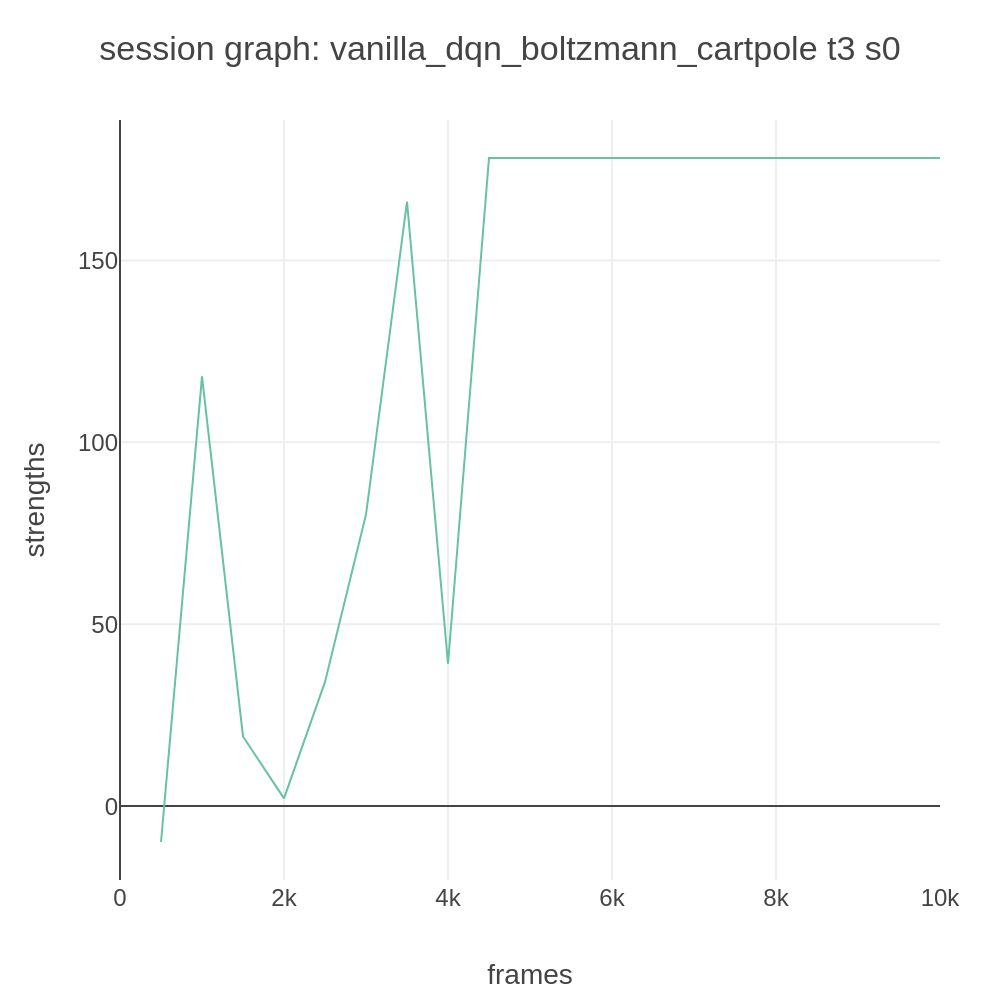 session graph: vanilla_dqn_boltzmann_cartpole t3 s0
strengths
150
100
50
0
0 2k 4k 6k 8k 10k
frames